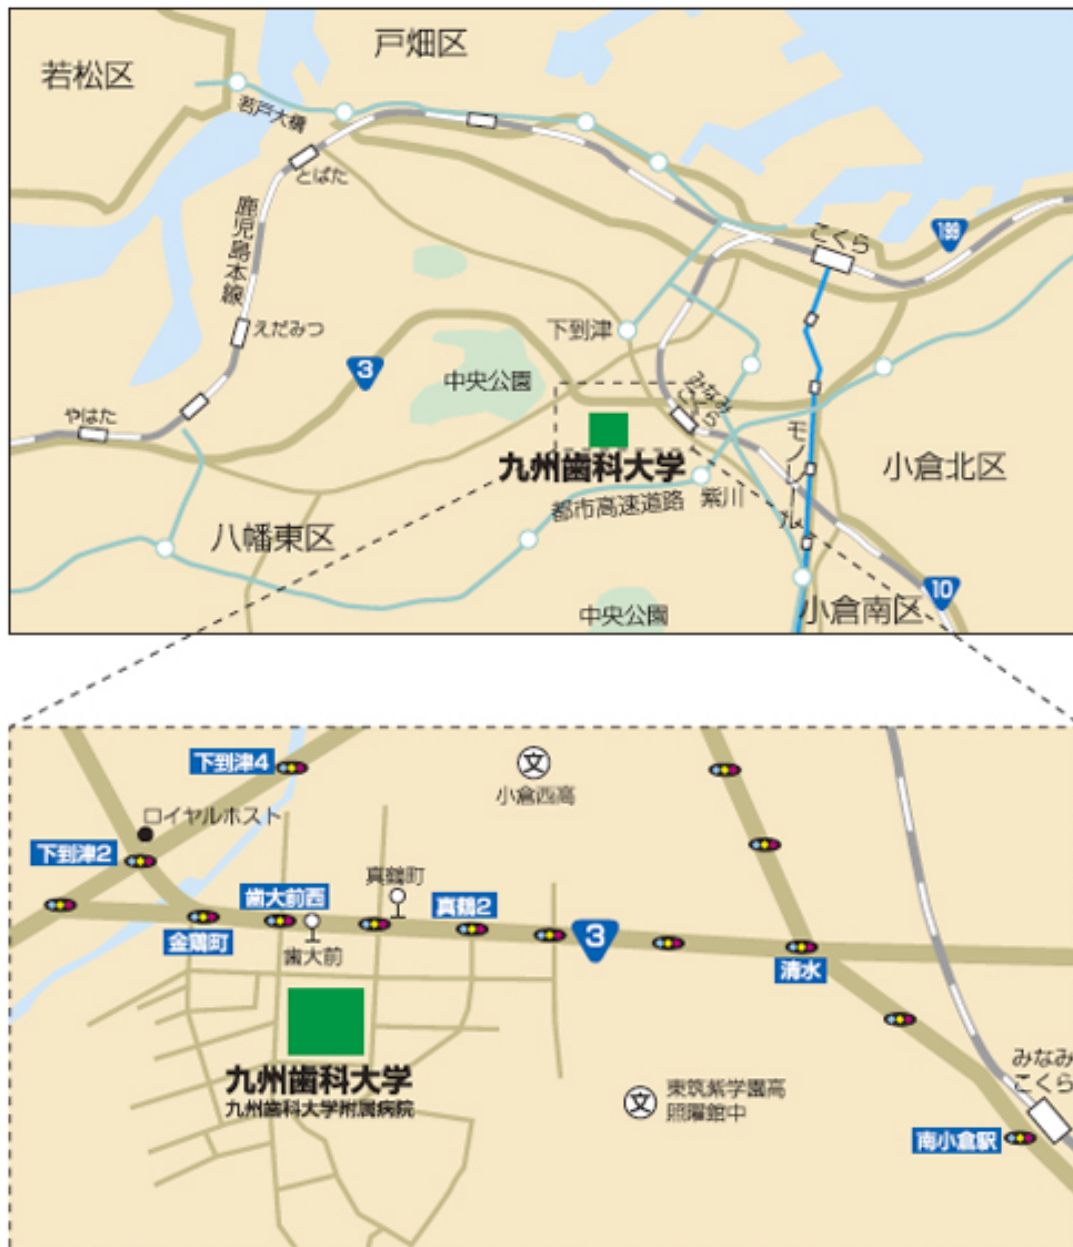 戸畑区
若松区
若戸大橋
とばた
鹿児島本線
こくら
199
えだみつ
下到津
3
中央公園
みなみ
こくら
やはた
九州歯科大学
モノレール
小倉北区
都市高速道路
紫川
八幡東区
10
中央公園
小倉南区
下到津4
小倉西高
ロイヤルホスト
下到津2
真鶴町
歯大前西
真鶴2
3
金鶏町
歯大前
清水
九州歯科大学
九州歯科大学附属病院
東筑紫学園高
照曜館中
みなみ
こくら
南小倉駅
文
文